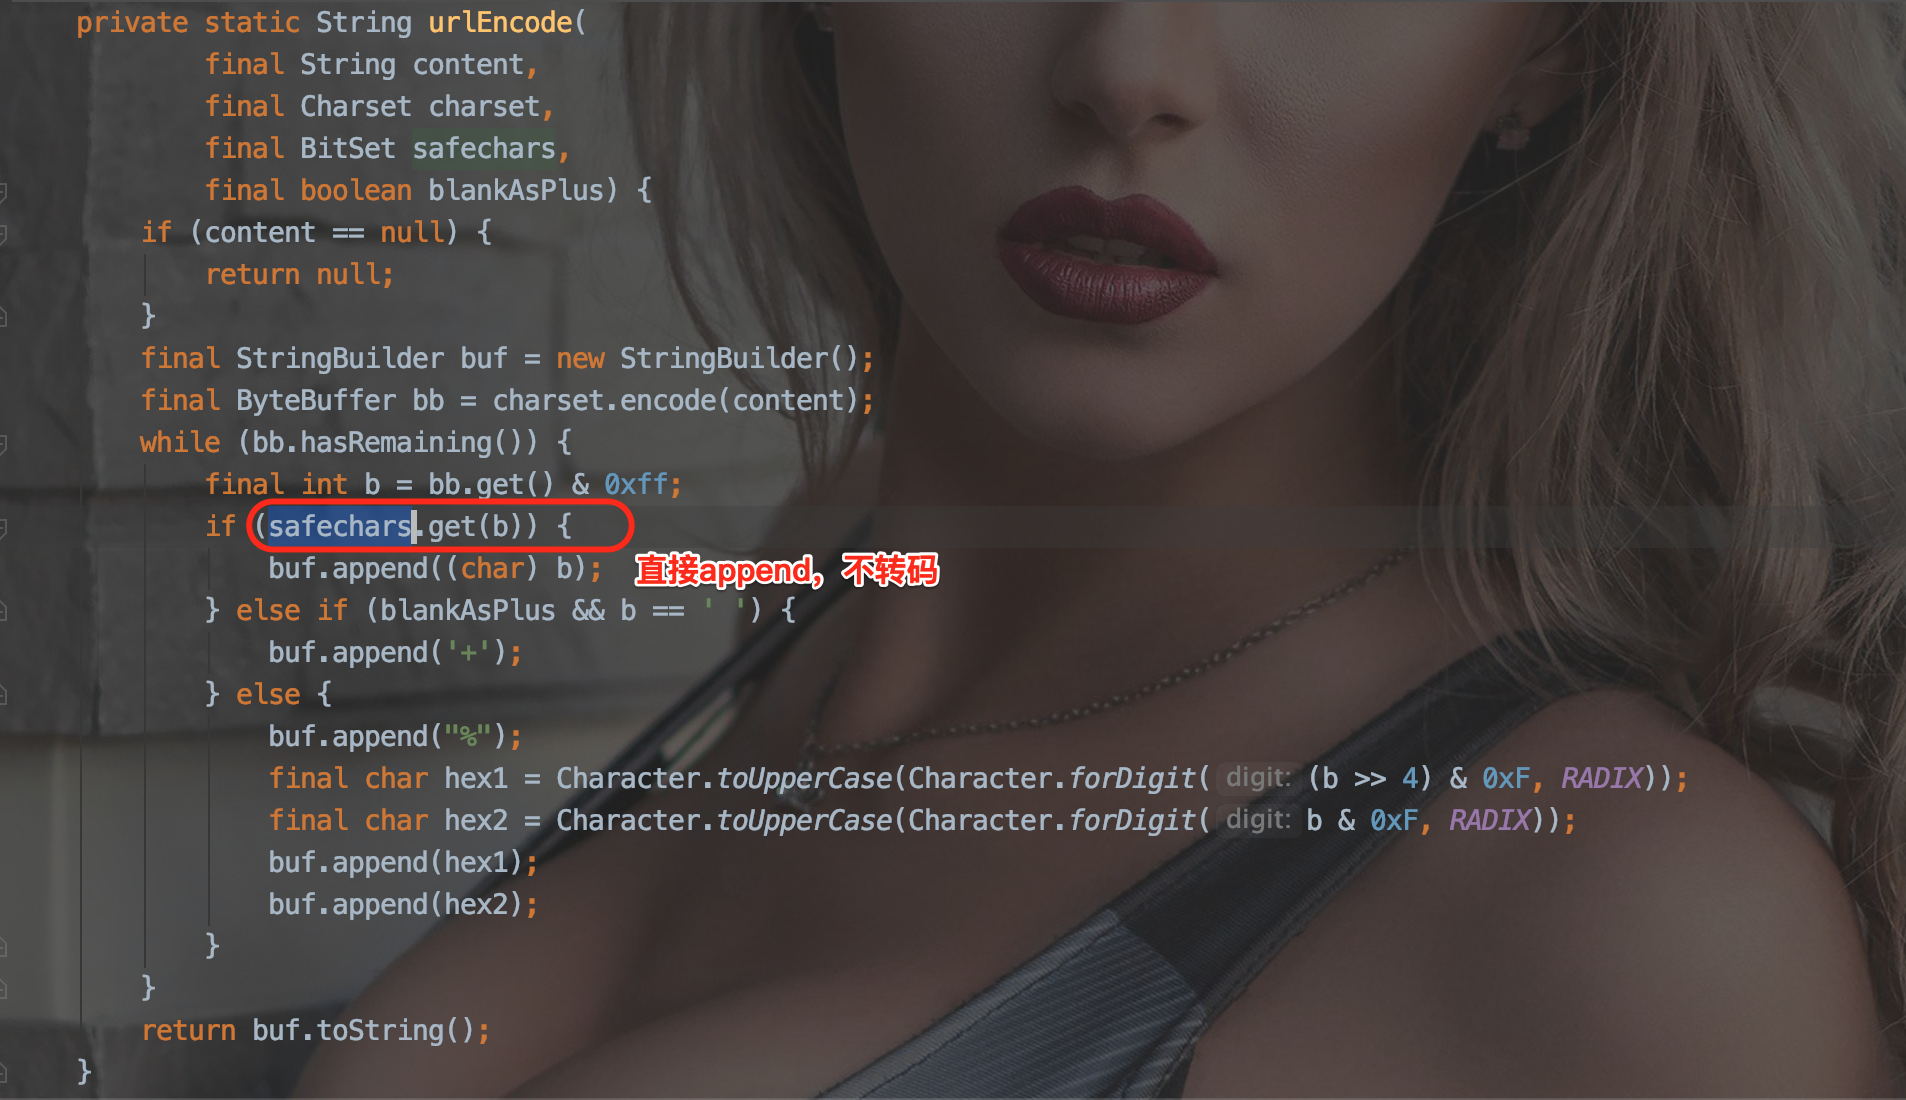 private static String urlEncode(
final String content,
final Charset charset,
final BitSet safechars,
final boolean blankAsPlus) {
if (content == null) {
return null;
}
final StringBuilder buf = new StringBuilder();
final ByteBuffer bb = charset.encode(content);
while (bb.hasRemaining()) {
final int b = bb.get() & 0xff;
if (safechars.get(b)) {
buf.append((char) b); 直接append，不转码
} else if (blankAsPlus && b == ' ') {
buf.append('+');
} else {
buf.append("%");
final char hex1 = Character.toUpperCase(Character.forDigit( digit: (b >> 4) & 0xF, RADIX));
final char hex2 = Character.toUpperCase(Character.forDigit( digit: b & 0xF, RADIX));
buf.append(hex1);
buf.append(hex2);
}
}
return buf.toString();
}